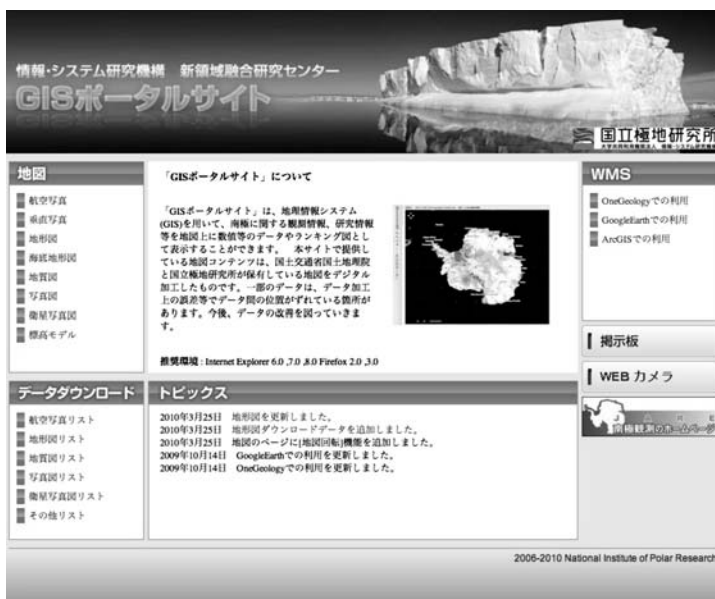 情報・システム研究機構 新領域融合研究センター
GISポータルサイト
国立極地研究所
地図
航空写真
垂直写真
地形図
海底地形図
地質図
写真図
衛星写真図
標高モデル
「GISポータルサイト」について
「GISポータルサイト」は、地理情報システム
(GIS)を用いて、南極に関する観測情報、研究情報
等を地図上に数値等のデータやランキング図とし
て表示することができます。 本サイトで提供し
ている地図コンテンツは、国土交通省国土地理院
と国立極地研究所が保有している地図をデジタル
加工したものです。一部のデータは、データ加工
上の誤差等でデータ間の位置がずれている箇所が
あります。今後、データの改善を図っていきま
す。
推奨環境 : Internet Explorer 6.0 ,7.0 ,8.0 Firefox 2.0 ,3.0
WMS
OneGeologyでの利用
GoogleEarthでの利用
ArcGISでの利用
掲示板
WEB カメラ
JARE
南極観測のホームページ
データダウンロード
航空写真リスト
地形図リスト
地質図リスト
写真図リスト
衛星写真図リスト
その他リスト
トピックス
2010年3月25日 地形図を更新しました。
2010年3月25日 地形図ダウンロードデータを追加しました。
2010年3月25日 地図のページに[地図回転]機能を追加しました。
2009年10月14日 GoogleEarthでの利用を更新しました。
2009年10月14日 OneGeologyでの利用を更新しました。
2006-2010 National Institute of Polar Research